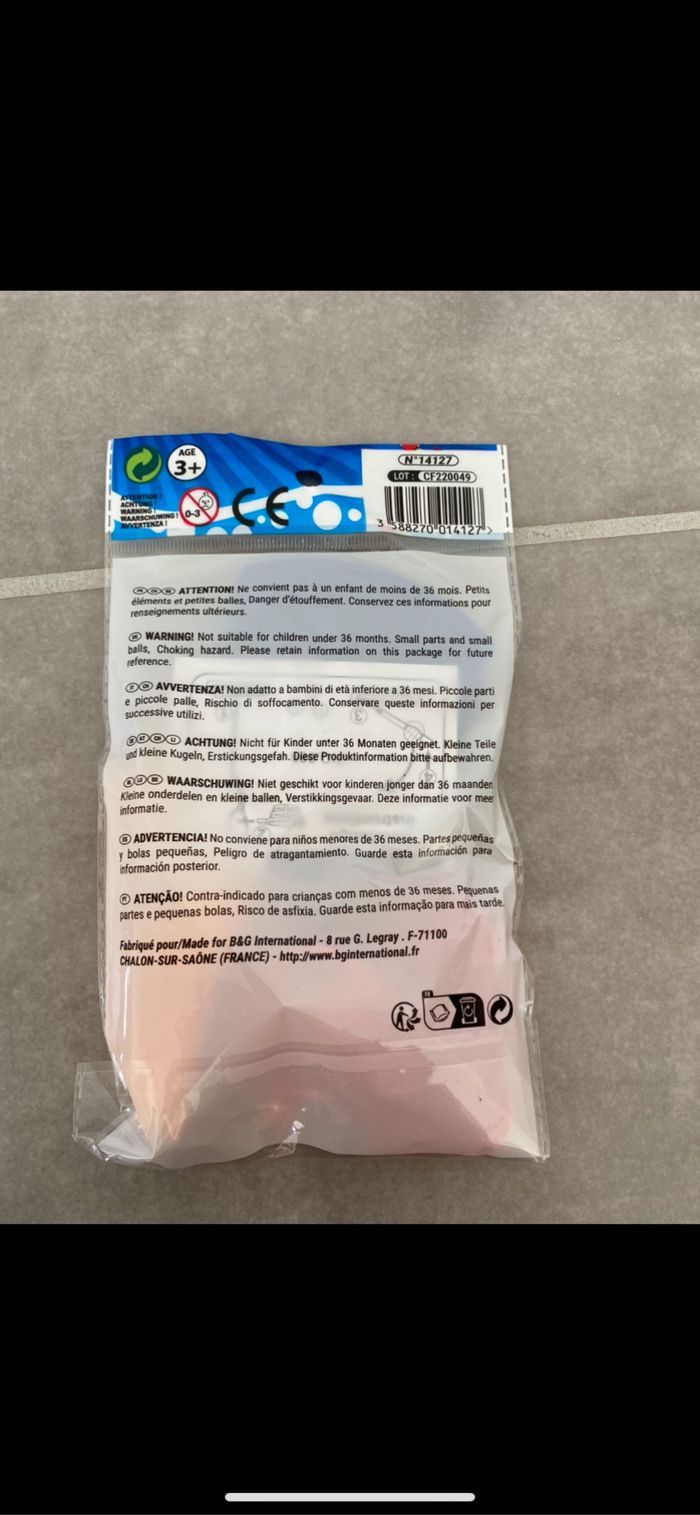 AGE
3+
N°14127
LOT : CF220049
ATTENTION !
ACHTUNG !
WARNING !
WAARSCHUWING !
AVVERTENZA !
0-3
CE
3 588270 014127 >
FR ATTENTION! Ne convient pas à un enfant de moins de 36 mois. Petits
éléments et petites balles, Danger d'étouffement. Conservez ces informations pour
renseignements ultérieurs.
WARNING! Not suitable for children under 36 months. Small parts and small
balls, Choking hazard. Please retain information on this package for future
reference.
AVVERTENZA! Non adatto a bambini di età inferiore a 36 mesi. Piccole parti
e piccole palle, Rischio di soffocamento. Conservare queste informazioni per
successive utilizi.
ACHTUNG! Nicht für Kinder unter 36 Monaten geeignet. Kleine Teile
und kleine Kugeln, Erstickungsgefah. Diese Produktinformation bitte aufbewahren.
WAARSCHUWING! Niet geschikt voor kinderen jonger dan 36 maanden
Kleine onderdelen en kleine ballen, Verstikkingsgevaar. Deze informatie voor meer
informatie.
ADVERTENCIA! No conviene para niños menores de 36 meses. Partes pequeñas
y bolas pequeñas, Peligro de atragantamiento. Guarde esta información para
información posterior.
ATENÇÃO! Contra-indicado para crianças com menos de 36 meses. Pequenas
partes e pequenas bolas, Risco de asfixia. Guarde esta informação para mais tarde.
Fabriqué pour/Made for B&G International - 8 rue G. Legray . F-71100
CHALON-SUR-SAÔNE (FRANCE) - http://www.bginternational.fr
FR